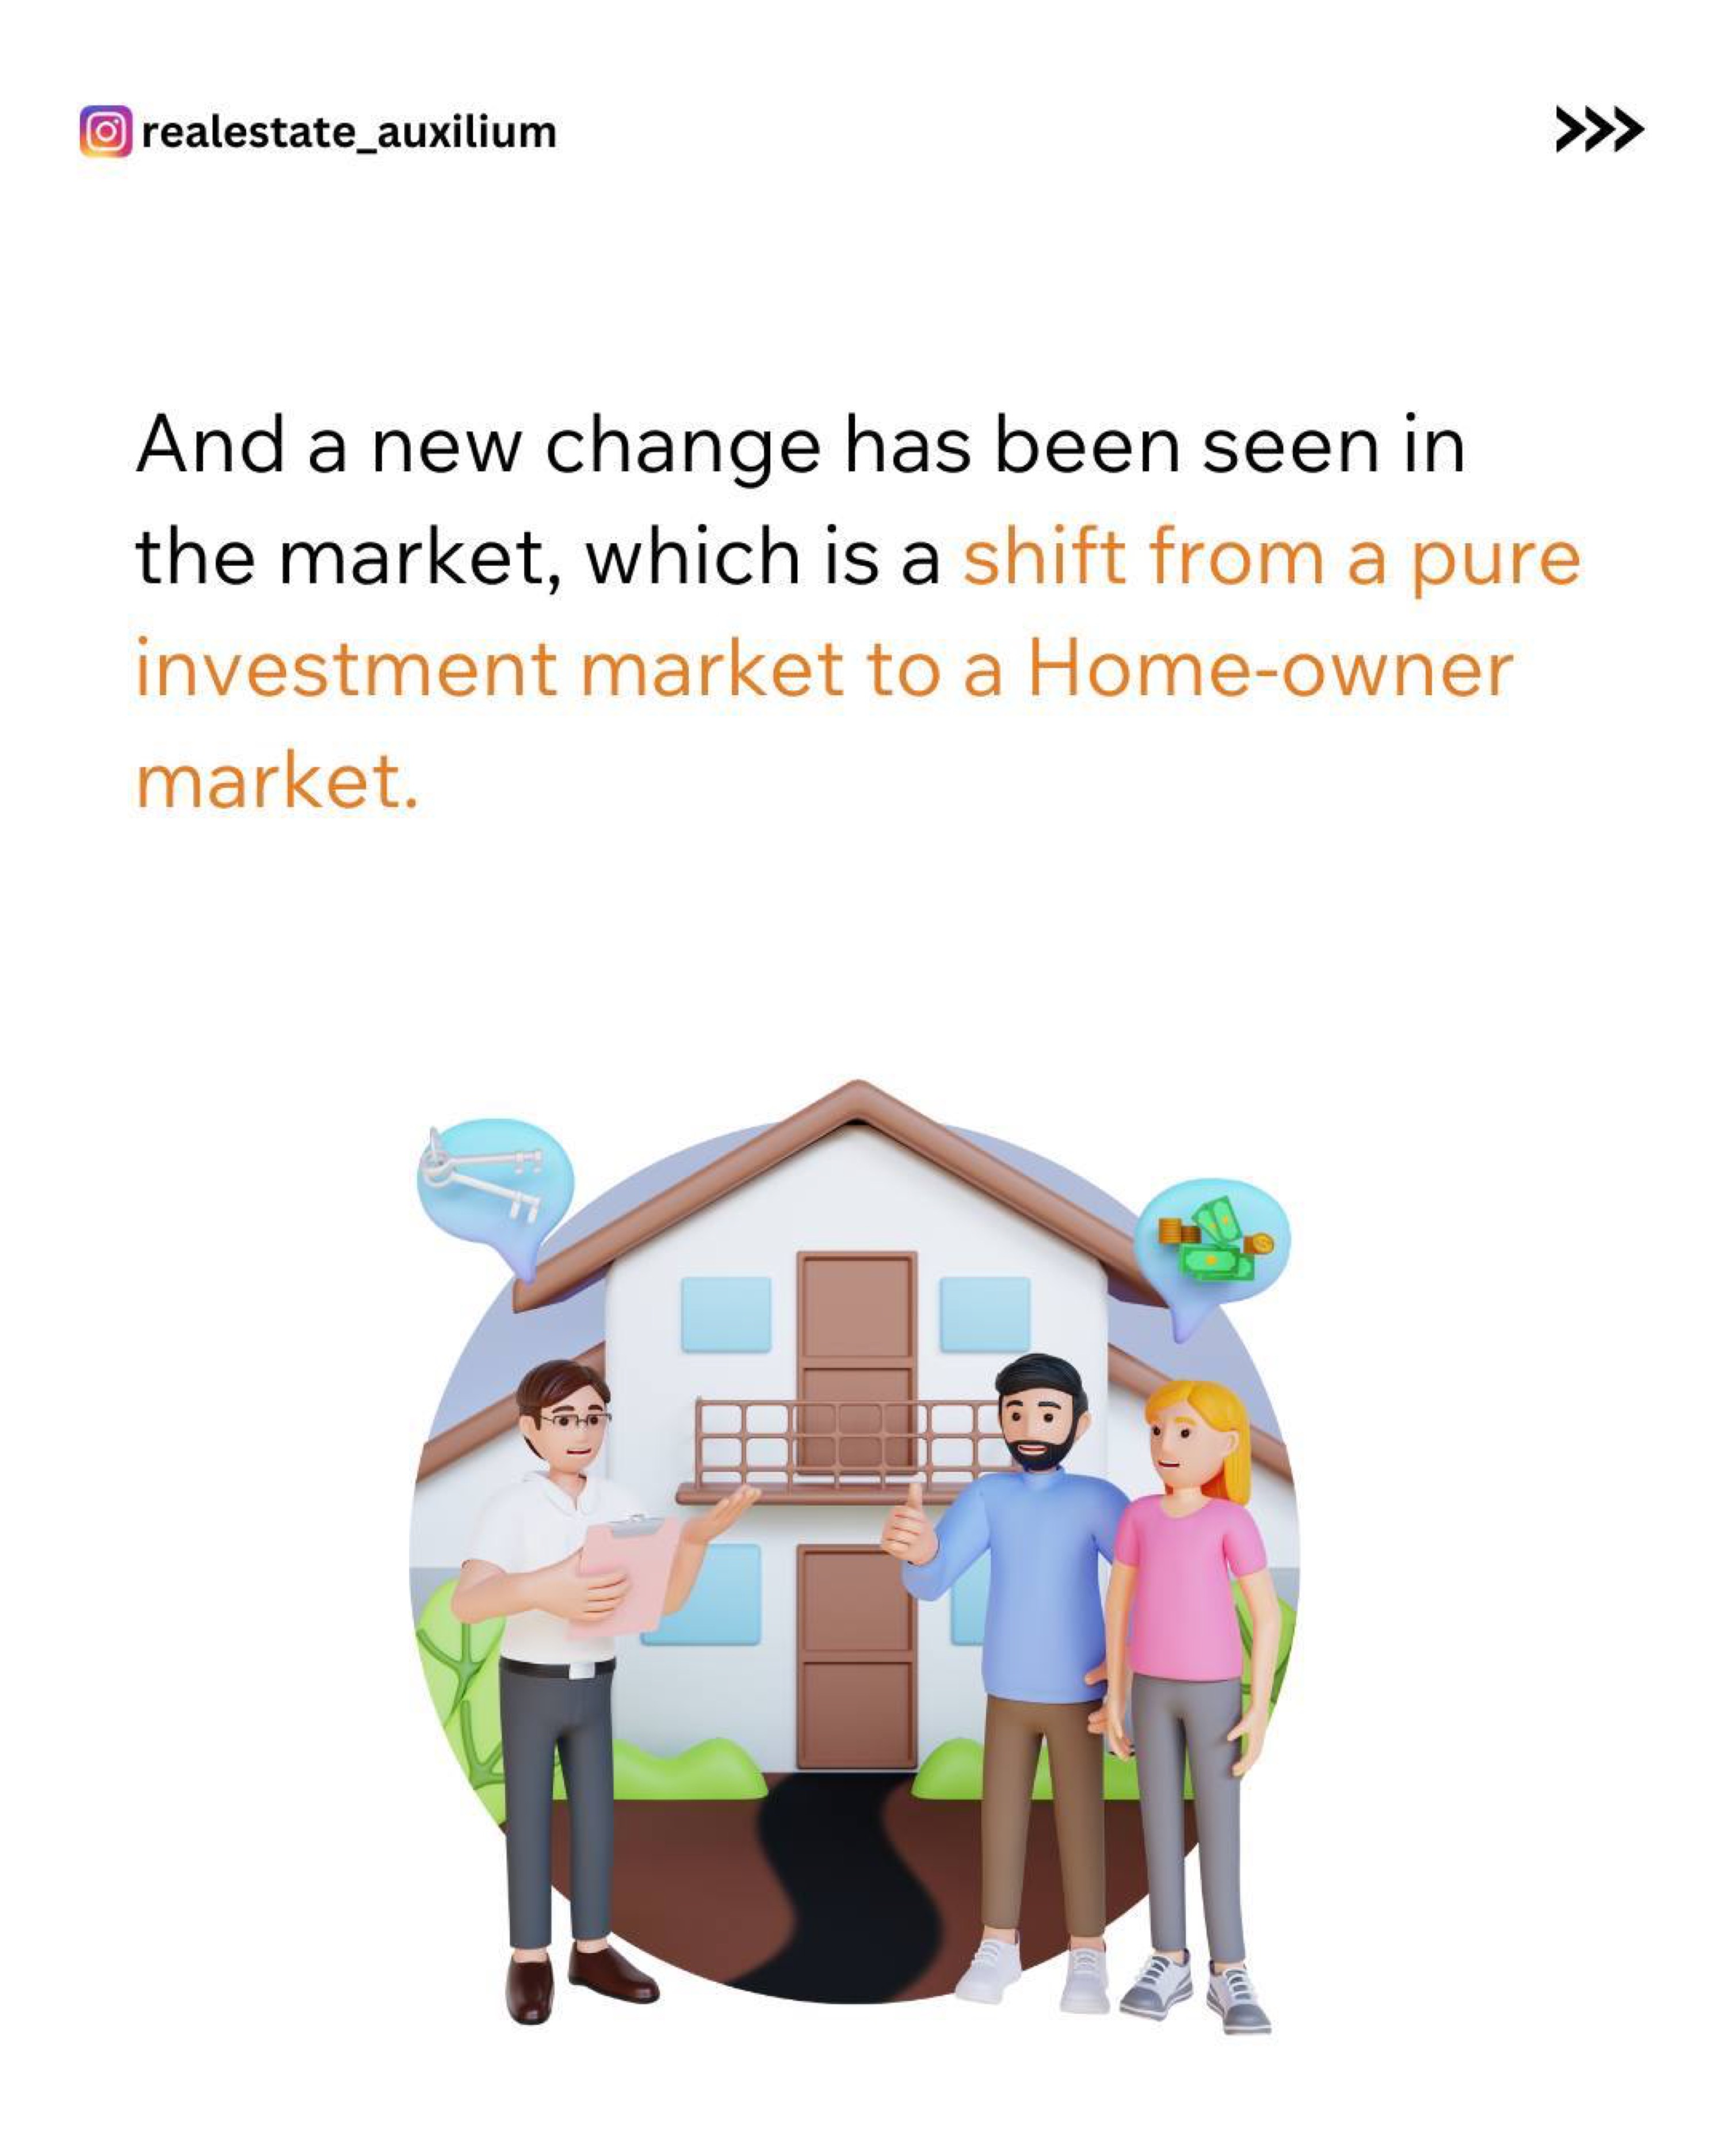 realestate_auxilium
And a new change has been seen in
the market, which is a shift from a pure
investment market to a Home-owner
market.